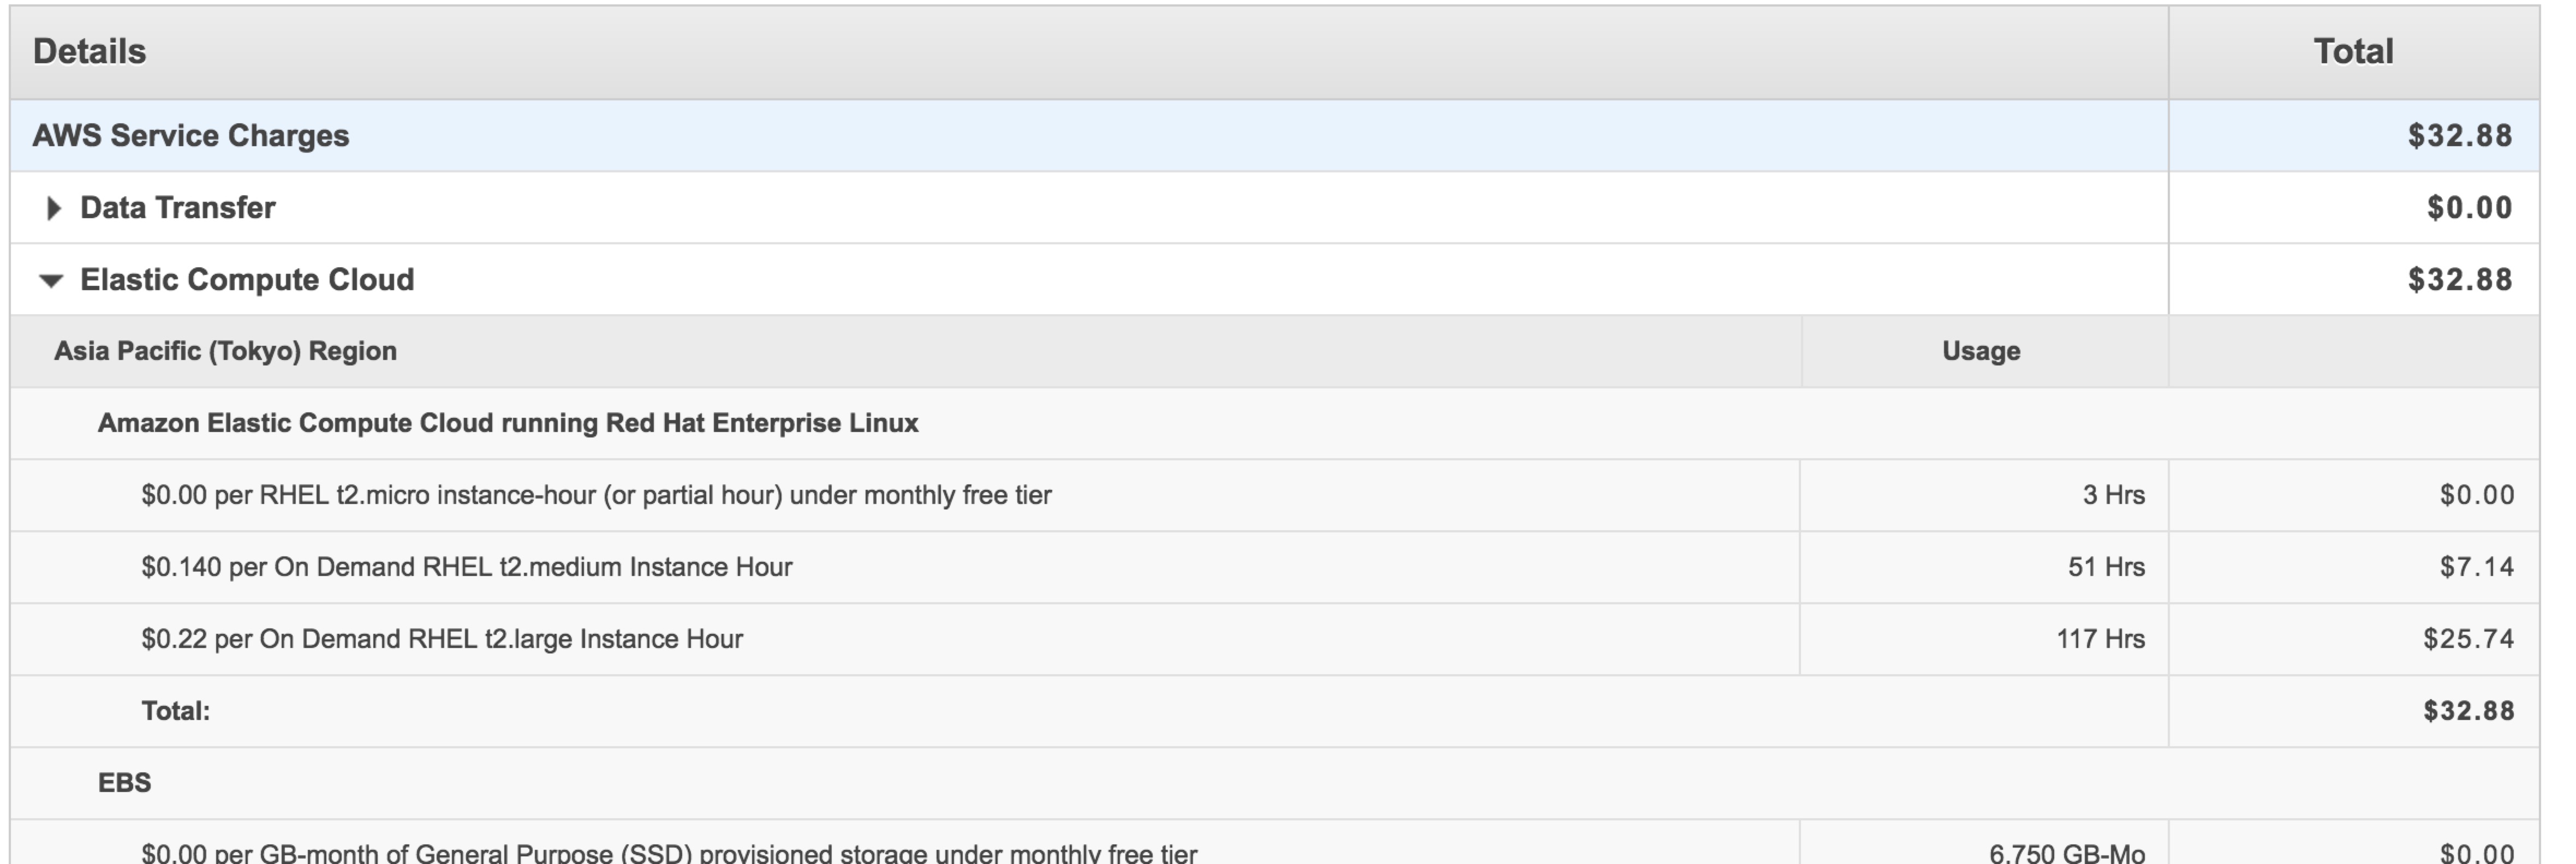 Details Total
AWS Service Charges $32.88
Data Transfer $0.00
Elastic Compute Cloud $32.88
Asia Pacific (Tokyo) Region Usage
Amazon Elastic Compute Cloud running Red Hat Enterprise Linux
$0.00 per RHEL t2.micro instance-hour (or partial hour) under monthly free tier 3 Hrs $0.00
$0.140 per On Demand RHEL t2.medium Instance Hour 51 Hrs $7.14
$0.22 per On Demand RHEL t2.large Instance Hour 117 Hrs $25.74
Total: $32.88
EBS
$0.00 per GB-month of General Purpose (SSD) provisioned storage under monthly free tier 6.750 GB-Mo $0.00